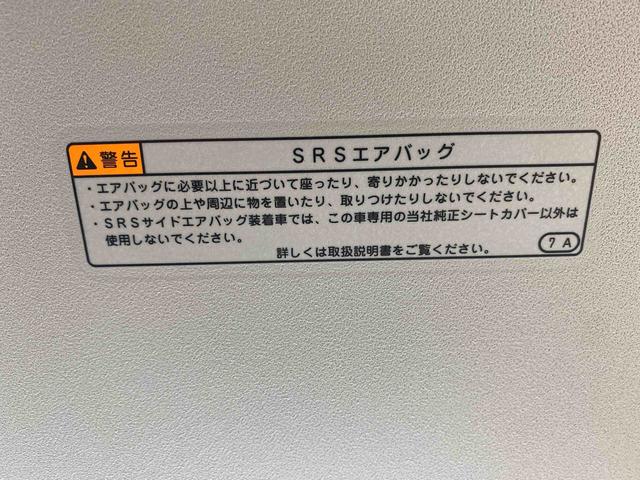 警告
SRSエアバッグ
・エアバッグに必要以上に近づいて座ったり、寄りかかったりしないでください。
・エアバッグの上や周辺に物を置いたり、取りつけたりしないでください。
・SRSサイドエアバッグ装着車では、この車専用の当社純正シートカバー以外は
使用しないでください。
詳しくは取扱説明書をご覧ください。
7A